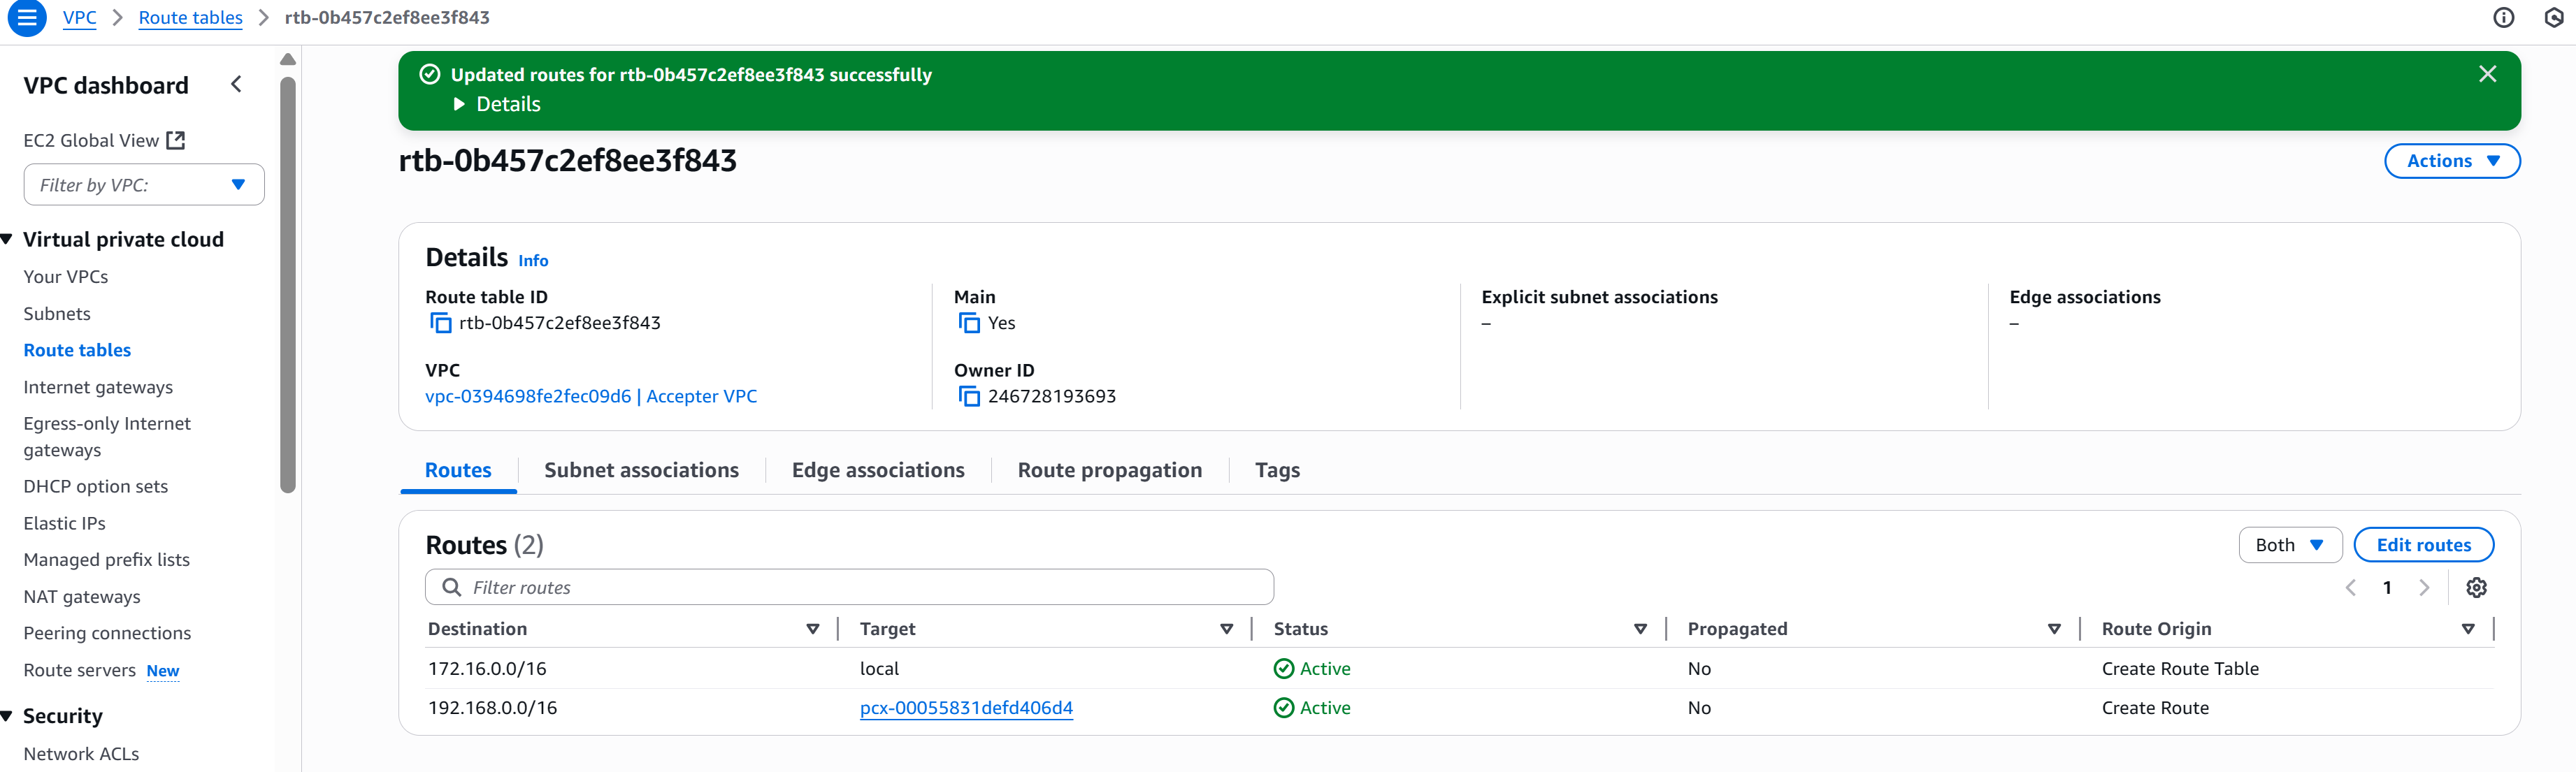 VPC > Route tables > rtb-0b457c2ef8ee3f843
VPC dashboard
EC2 Global View
Filter by VPC:
Virtual private cloud
Your VPCs
Subnets
Route tables
Internet gateways
Egress-only Internet
gateways
DHCP option sets
Elastic IPs
Managed prefix lists
NAT gateways
Peering connections
Route servers New
Security
Network ACLs
Updated routes for rtb-0b457c2ef8ee3f843 successfully
Details
rtb-0b457c2ef8ee3f843
Actions
Details Info
Route table ID
rtb-0b457c2ef8ee3f843
Main
Yes
Explicit subnet associations
–
Edge associations
–
VPC
vpc-0394698fe2fec09d6 | Accepter VPC
Owner ID
246728193693
Routes Subnet associations Edge associations Route propagation Tags
Routes (2)
Both Edit routes
Filter routes
1
Destination Target Status Propagated Route Origin
172.16.0.0/16 local Active No Create Route Table
192.168.0.0/16 pcx-00055831defd406d4 Active No Create Route